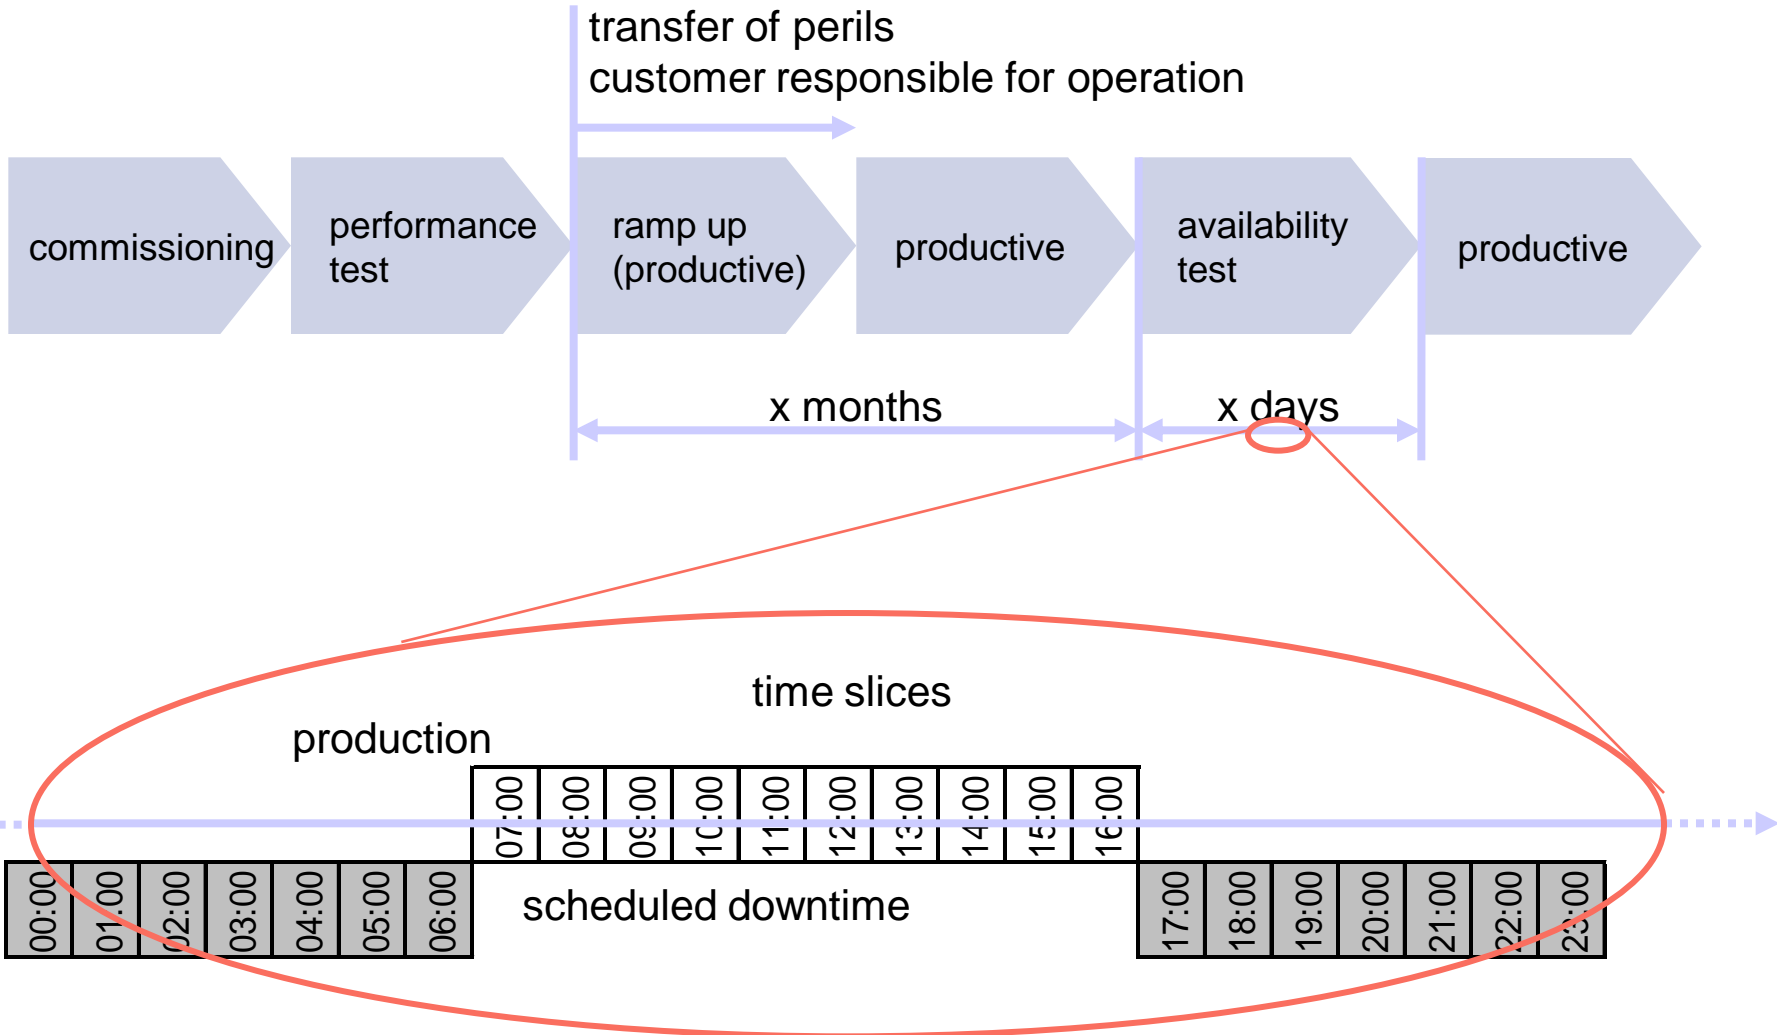 transfer of perils
customer responsible for operation
commissioning
performance
test
ramp up
(productive)
productive
availability
test
productive
x months
x days
time slices
production
07:00
08:00
09:00
10:00
11:00
12:00
13:00
14:00
15:00
16:00
00:00
01:00
02:00
03:00
04:00
05:00
06:00
scheduled downtime
17:00
18:00
19:00
20:00
21:00
22:00
23:00